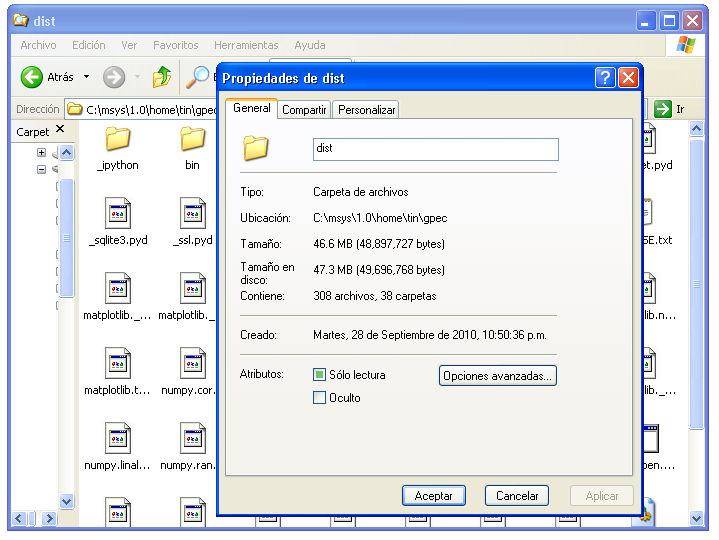 dist
Archivo Edición Ver Favoritos Herramientas Ayuda
Atrás
Dirección C:\msys\1.0\home\tin\gpec Ir
Carpet
_ipython bin et.pyd
_sqlite3.pyd _ssl.pyd SE.txt
matplotlib._... matplotlib._ lib.n...
matplotlib.t... numpy.cor. lib._...
numpy.linal... numpy.ran. pen....
Propiedades de dist
General Compartir Personalizar
dist
Tipo: Carpeta de archivos
Ubicación: C:\msys\1.0\home\tin\gpec
Tamaño: 46.6 MB (48,897,727 bytes)
Tamaño en disco: 47.3 MB (49,696,768 bytes)
Contiene: 308 archivos, 38 carpetas
Creado: Martes, 28 de Septiembre de 2010, 10:50:36 p.m.
Atributos: Sólo lectura Opciones avanzadas...
Oculto
Aceptar Cancelar Aplicar